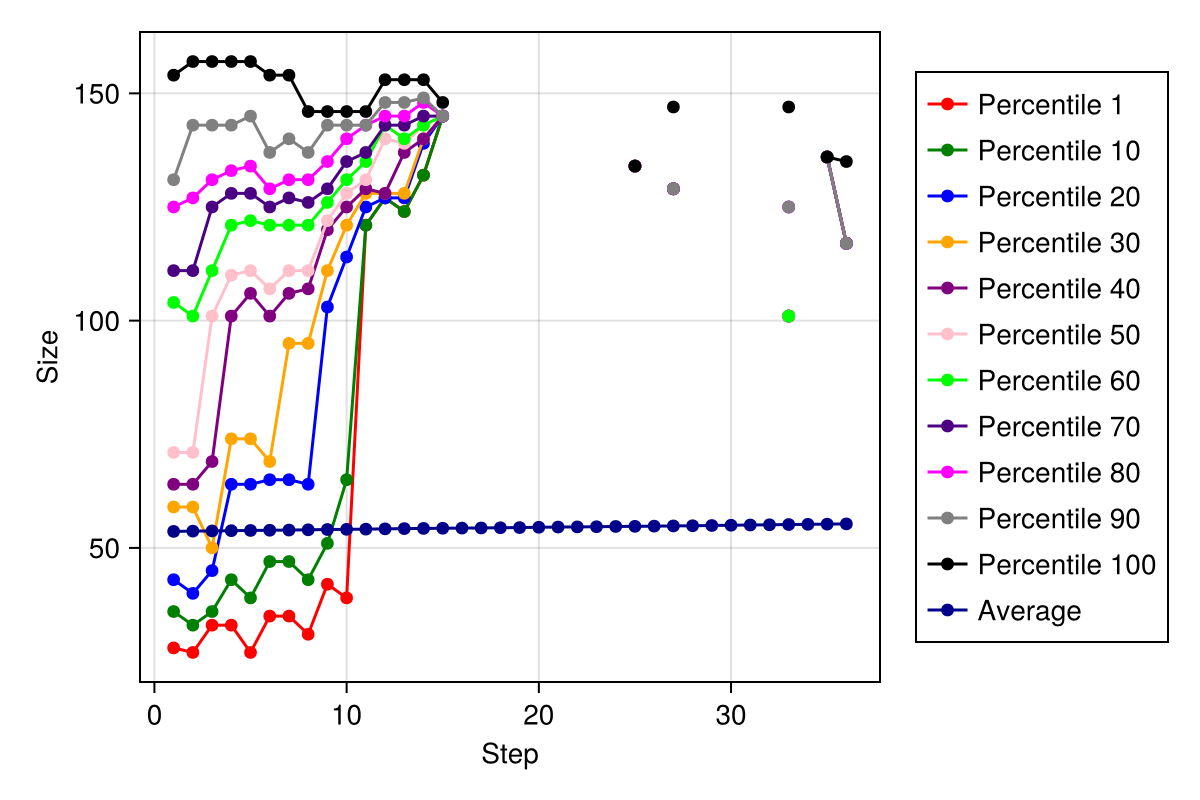 150
100
50
Size
0
10
20
30
Step
Percentile 1
Percentile 10
Percentile 20
Percentile 30
Percentile 40
Percentile 50
Percentile 60
Percentile 70
Percentile 80
Percentile 90
Percentile 100
Average